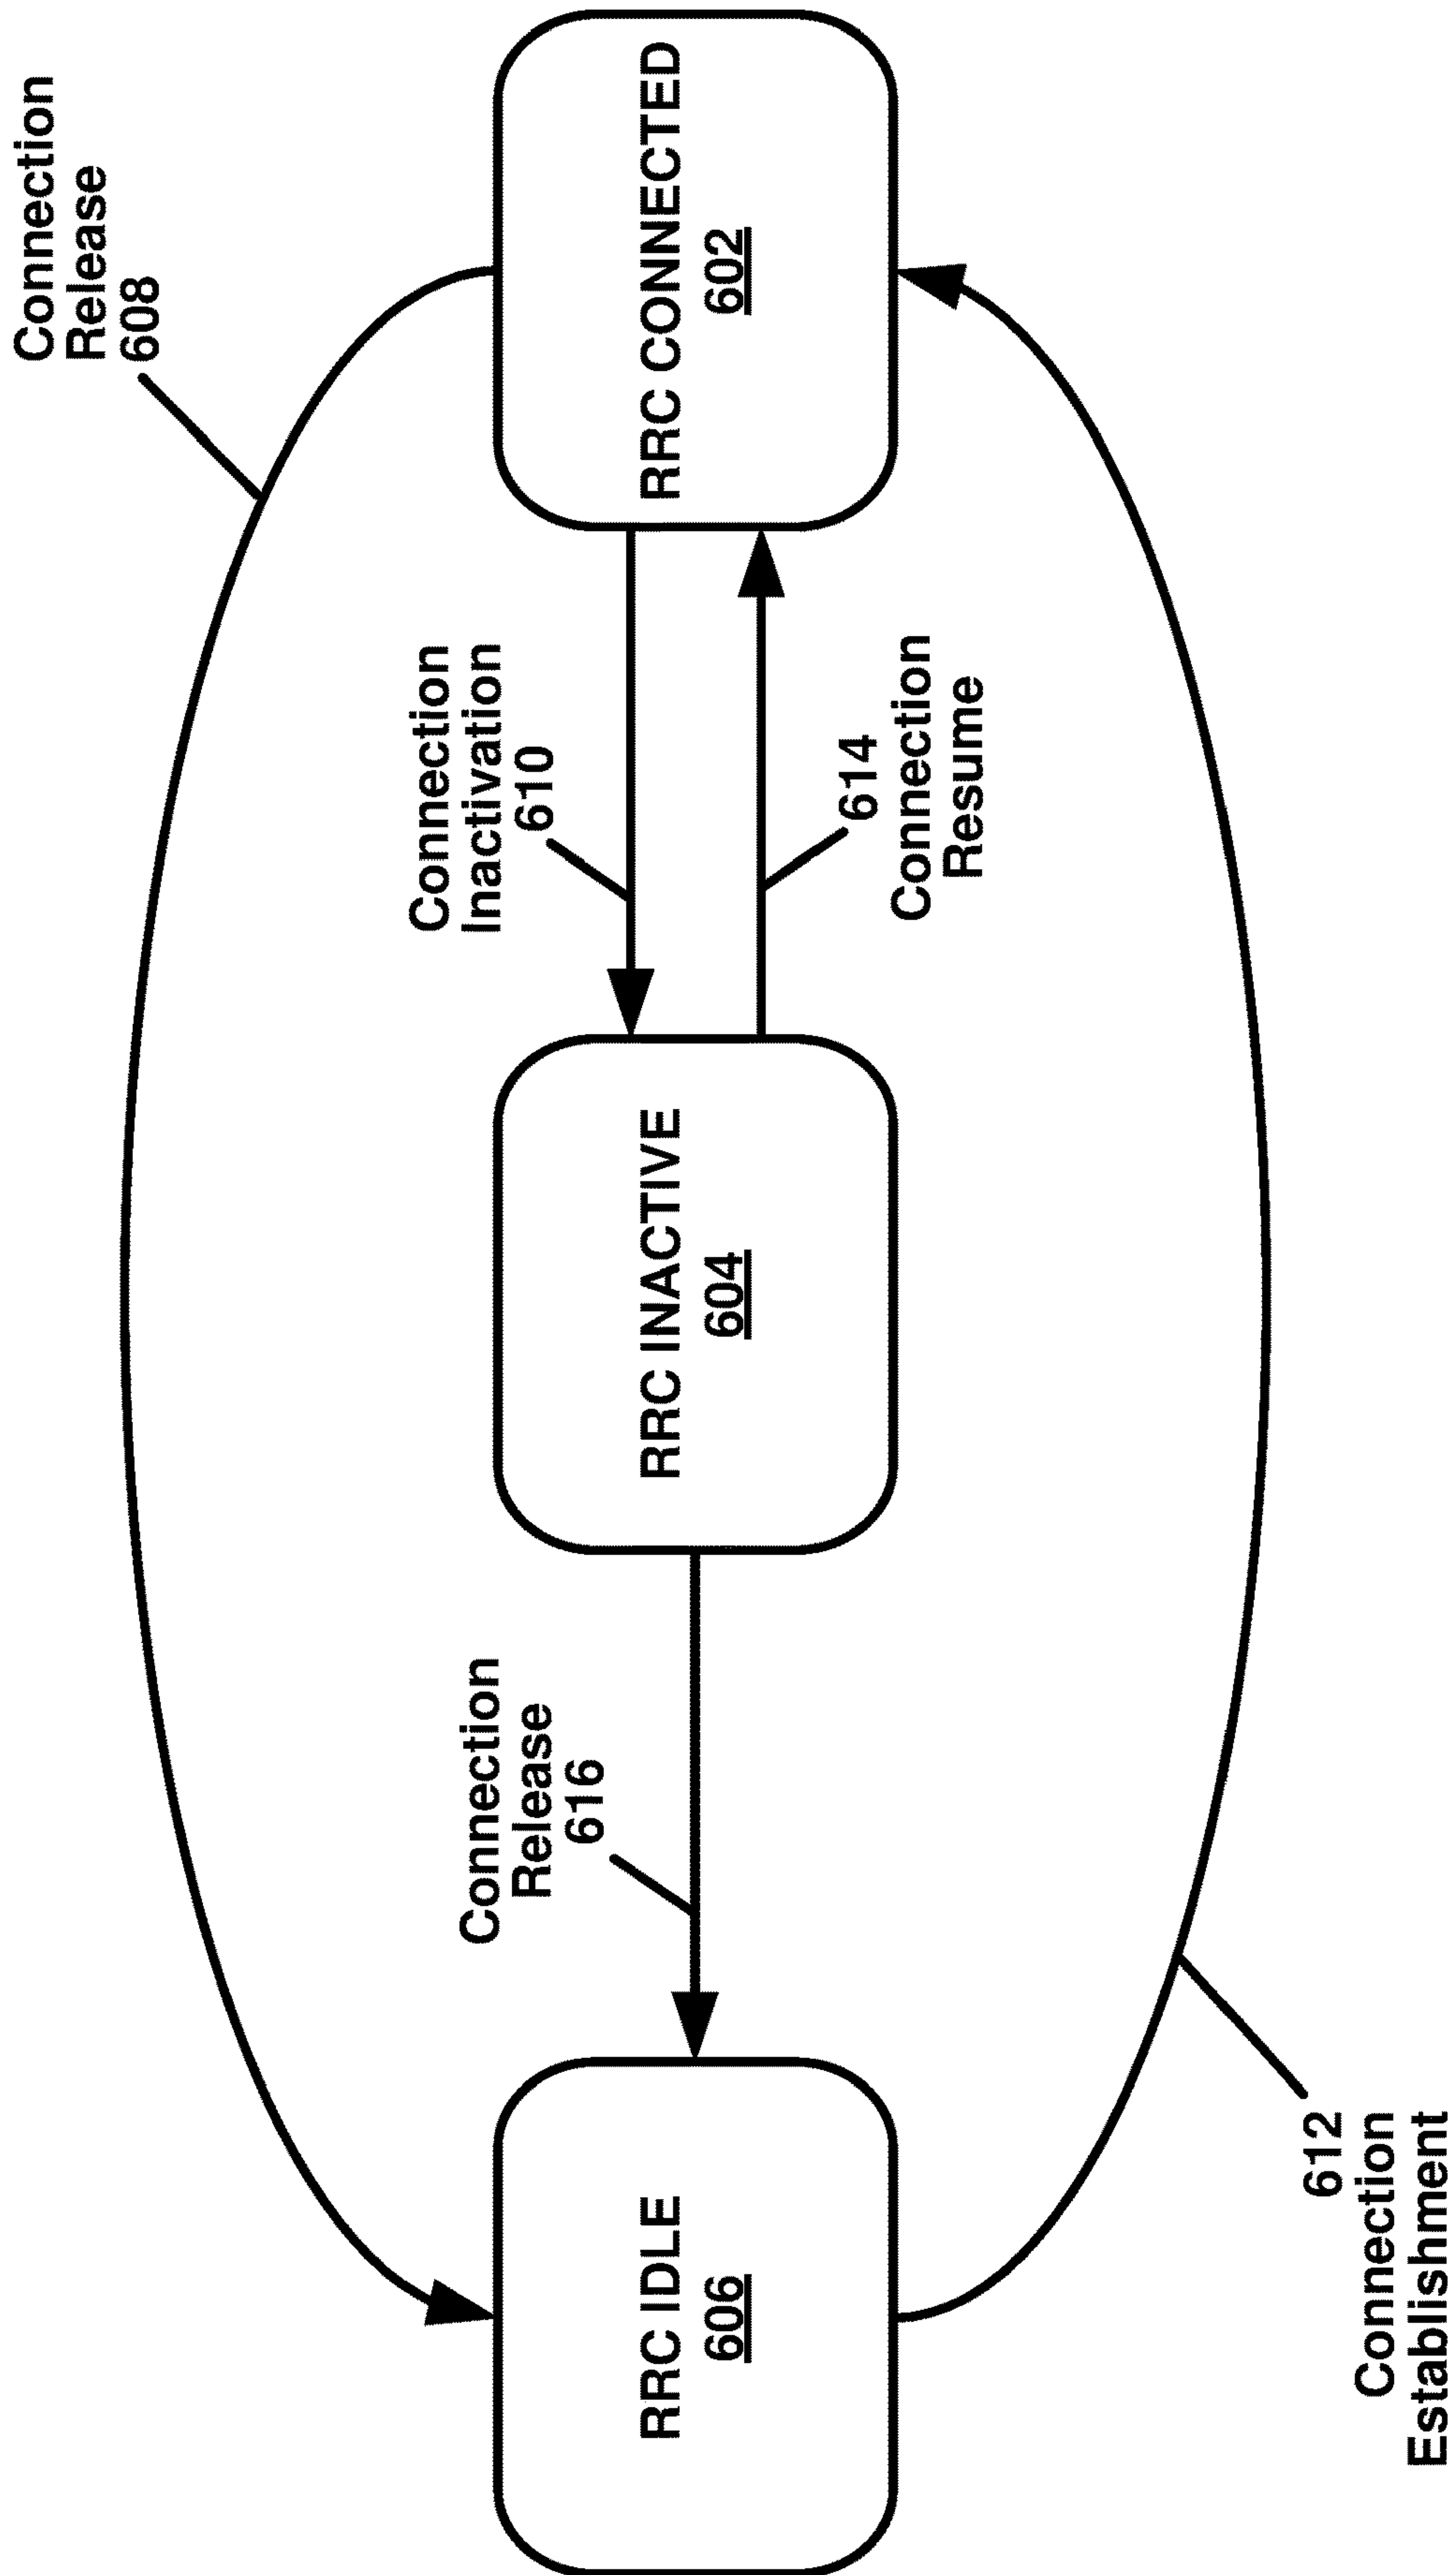 Connection
Release
608
Connection
Inactivation
610
Connection
Release
616
RRC IDLE
606
RRC INACTIVE
604
RRC CONNECTED
602
614
Connection
Resume
612
Connection
Establishment